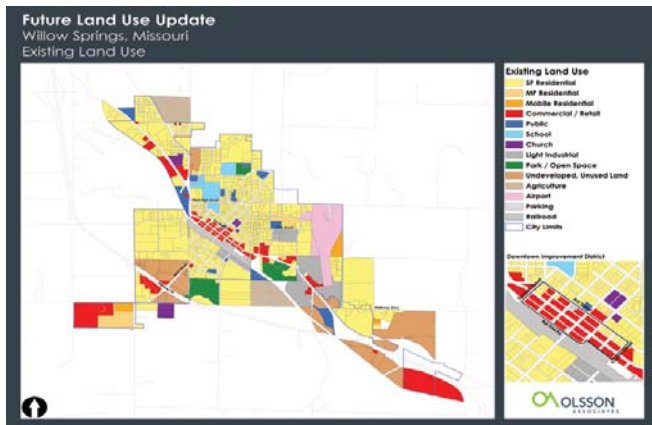 Future Land Use Update
Willow Springs, Missouri
Existing Land Use
Existing Land Use
SF Residential
MF Residential
Mobile Residential
Commercial / Retail
Public
School
Church
Light Industrial
Park / Open Space
Undeveloped, Unused Land
Agriculture
Airport
Parking
Railroad
City Limits
Downtown Improvement District
OLSSON
ASSOCIATES